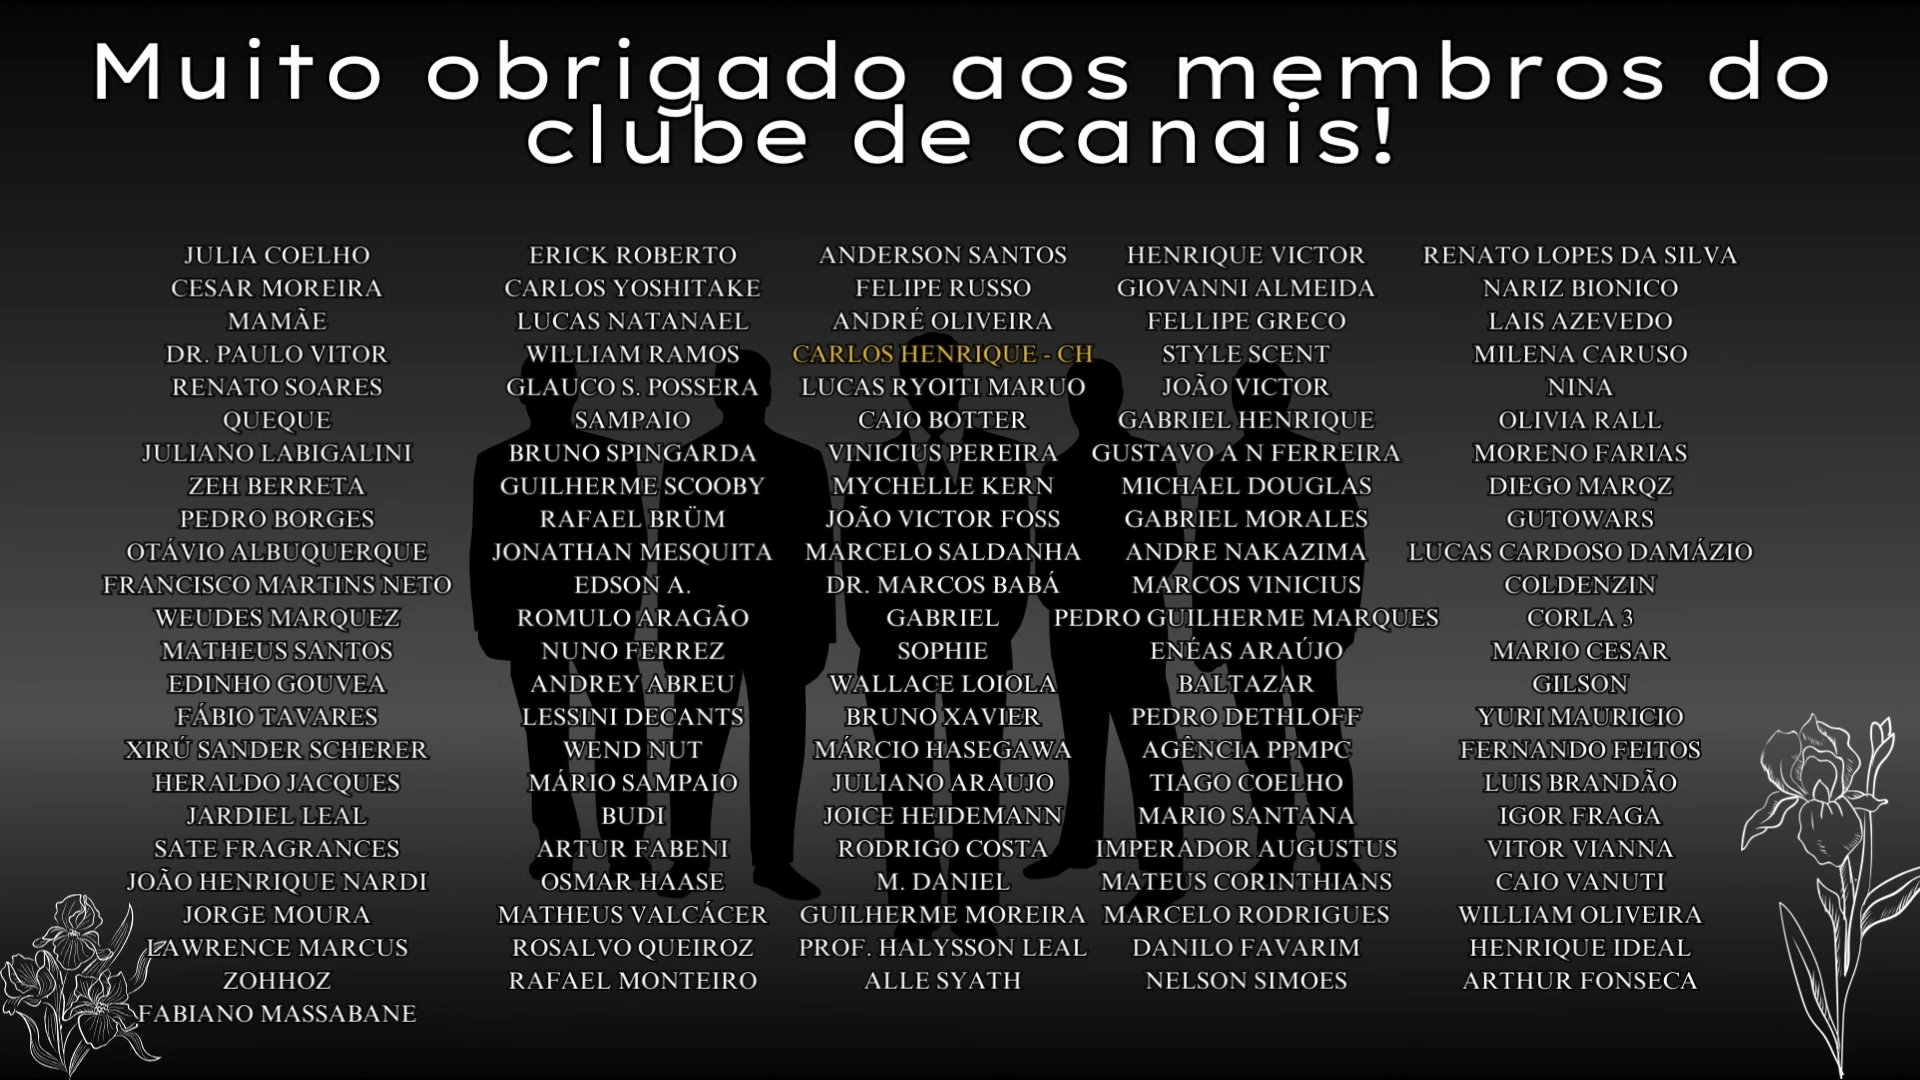 Muito obrigado aos membros do
clube de canais!
JULIA COELHO
CESAR MOREIRA
MAMÃE
DR. PAULO VITOR
RENATO SOARES
QUEQUE
JULIANO LABIGALINI
ZEH BERRETA
PEDRO BORGES
OTÁVIO ALBUQUERQUE
FRANCISCO MARTINS NETO
WEUDES MARQUEZ
MATHEUS SANTOS
EDINHO GOUVEA
FÁBIO TAVARES
XIRÚ SANDER SCHERER
HERALDO JACQUES
JARDIEL LEAL
SATE FRAGRANCES
JOÃO HENRIQUE NARDI
JORGE MOURA
LAWRENCE MARCUS
ZOHHOZ
FABIANO MASSABANE
ERICK ROBERTO
CARLOS YOSHITAKE
LUCAS NATANAEL
WILLIAM RAMOS
GLAUCO S. POSSERA
SAMPAIO
BRUNO SPINGARDA
GUILHERME SCOOBY
RAFAEL BRÜM
JONATHAN MESQUITA
EDSON A.
ROMULO ARAGÃO
NUNO FERREZ
ANDREY ABREU
LESSINI DECANTS
WEND NUT
MÁRIO SAMPAIO
BUDI
ARTUR FABENI
OSMAR HAASE
MATHEUS VALCÁCER
ROSALVO QUEIROZ
RAFAEL MONTEIRO
ANDERSON SANTOS
FELIPE RUSSO
ANDRÉ OLIVEIRA
CARLOS HENRIQUE - CH
LUCAS RYOITI MARUO
CAIO BOTTER
VINICIUS PEREIRA
MYCHELLE KERN
JOÃO VICTOR FOSS
MARCELO SALDANHA
DR. MARCOS BABÁ
GABRIEL
SOPHIE
WALLACE LOIOLA
BRUNO XAVIER
MÁRCIO HASEGAWA
JULIANO ARAUJO
JOICE HEIDEMANN
RODRIGO COSTA
M. DANIEL
GUILHERME MOREIRA
PROF. HALYSSON LEAL
ALLE SYATH
HENRIQUE VICTOR
GIOVANNI ALMEIDA
FELLIPE GRECO
STYLE SCENT
JOÃO VICTOR
GABRIEL HENRIQUE
GUSTAVO A N FERREIRA
MICHAEL DOUGLAS
GABRIEL MORALES
ANDRE NAKAZIMA
MARCOS VINICIUS
PEDRO GUILHERME MARQUES
ENÉAS ARAÚJO
BALTAZAR
PEDRO DETHLOFF
AGÊNCIA PPMPC
TIAGO COELHO
MARIO SANTANA
IMPERADOR AUGUSTUS
MATEUS CORINTHIANS
MARCELO RODRIGUES
DANILO FAVARIM
NELSON SIMOES
RENATO LOPES DA SILVA
NARIZ BIONICO
LAIS AZEVEDO
MILENA CARUSO
NINA
OLIVIA RALL
MORENO FARIAS
DIEGO MARQZ
GUTOWARS
LUCAS CARDOSO DAMÁZIO
COLDENZIN
CORLA 3
MARIO CESAR
GILSON
YURI MAURICIO
FERNANDO FEITOS
LUIS BRANDÃO
IGOR FRAGA
VITOR VIANNA
CAIO VANUTI
WILLIAM OLIVEIRA
HENRIQUE IDEAL
ARTHUR FONSECA